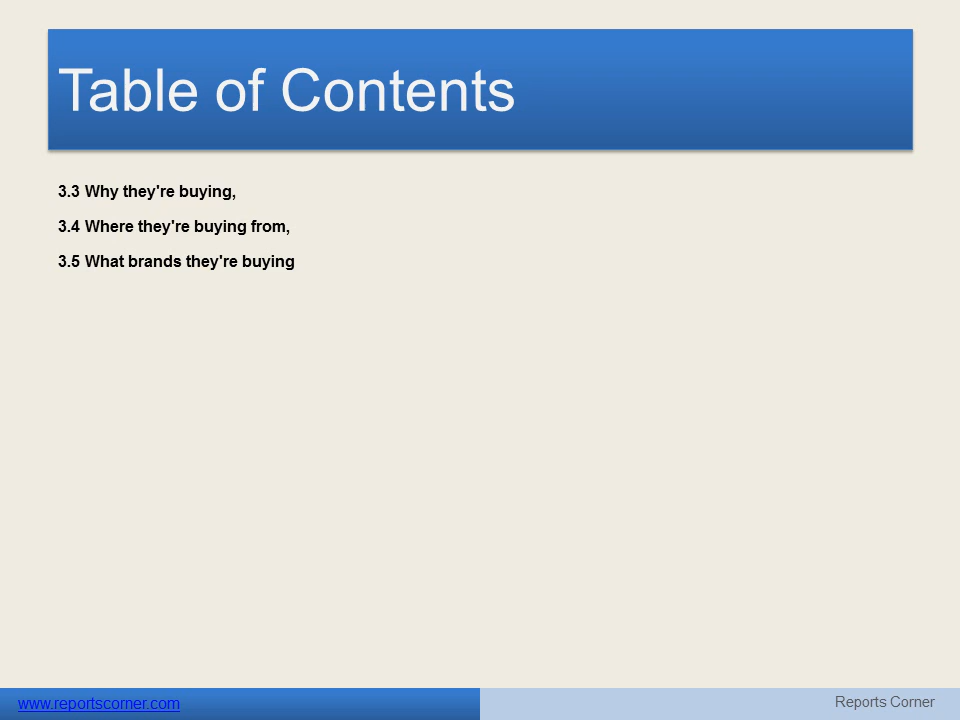 Table of Contents
3.3 Why they're buying,
3.4 Where they're buying from,
3.5 What brands they're buying
www.reportscorner.com
Reports Corner